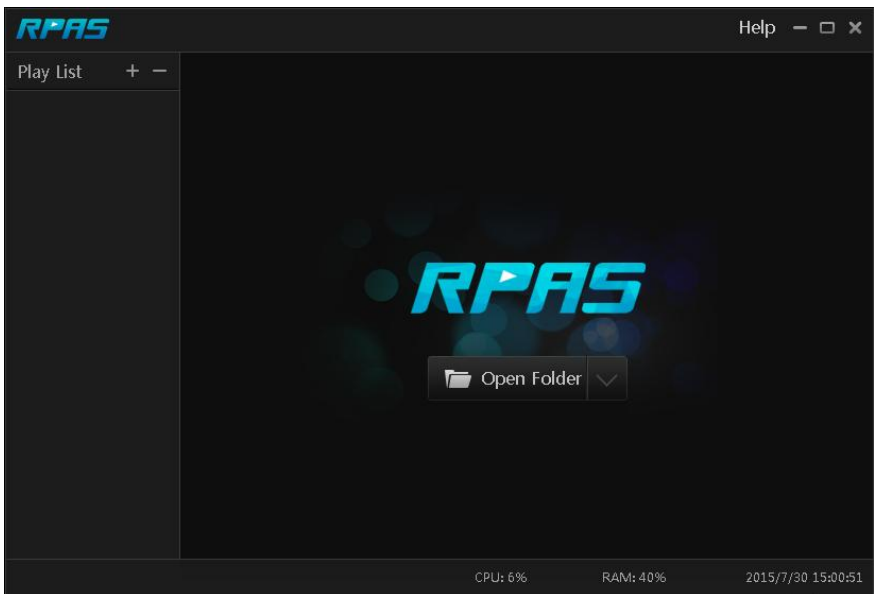 RPAS
Help
Play List + −
RPAS
Open Folder
CPU: 6% RAM: 40% 2015/7/30 15:00:51